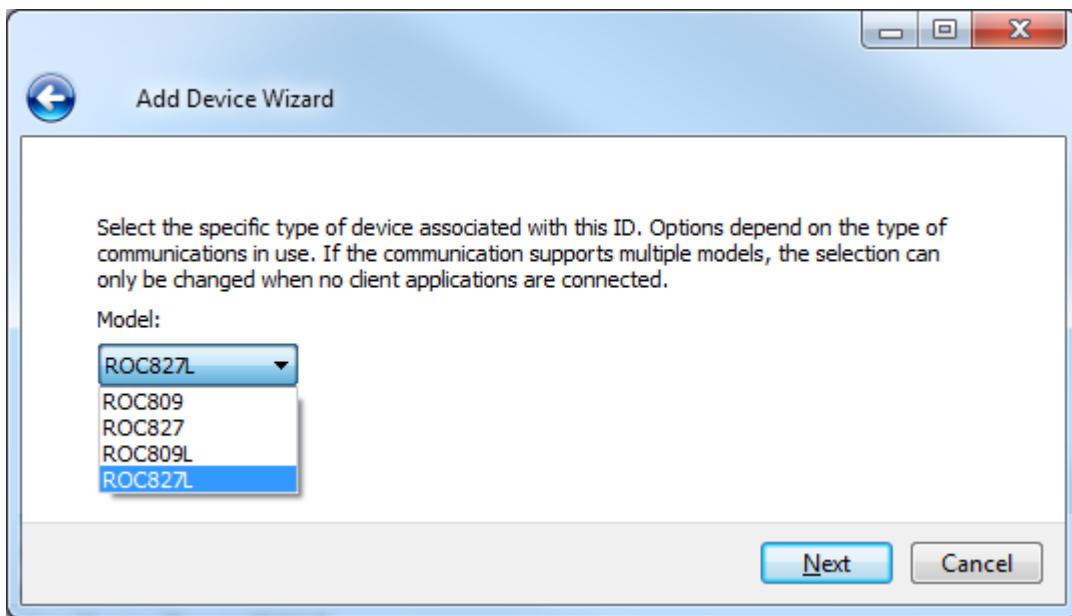 Add Device Wizard
Select the specific type of device associated with this ID. Options depend on the type of
communications in use. If the communication supports multiple models, the selection can
only be changed when no client applications are connected.
Model:
ROC827L
ROC809
ROC827
ROC809L
ROC827L
Next
Cancel